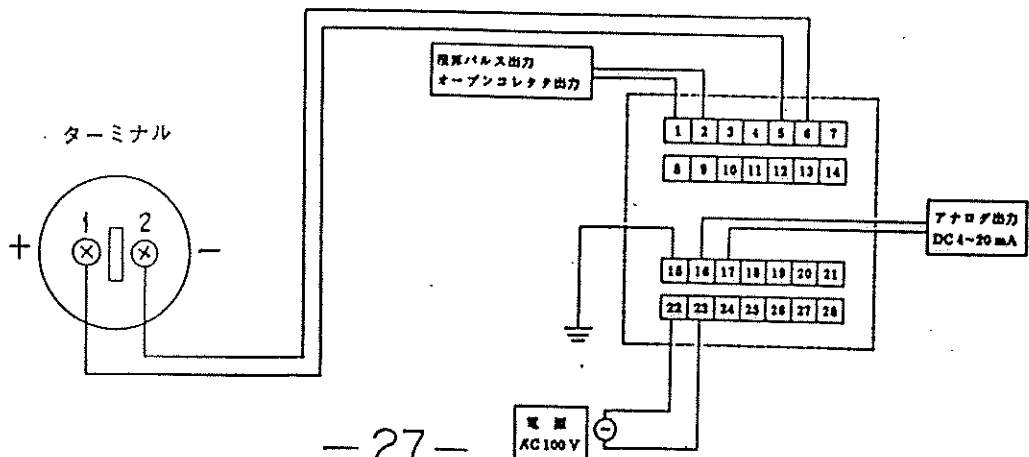 積算パルス出力
オープンコレクタ出力
ターミナル
1 2 3 4 5 6 7
8 9 10 11 12 13 14
+ 1 2 -
アナログ出力
DC 4~20 mA
15 16 17 18 19 20 21
22 23 24 25 26 27 28
電源
AC 100 V
-27-